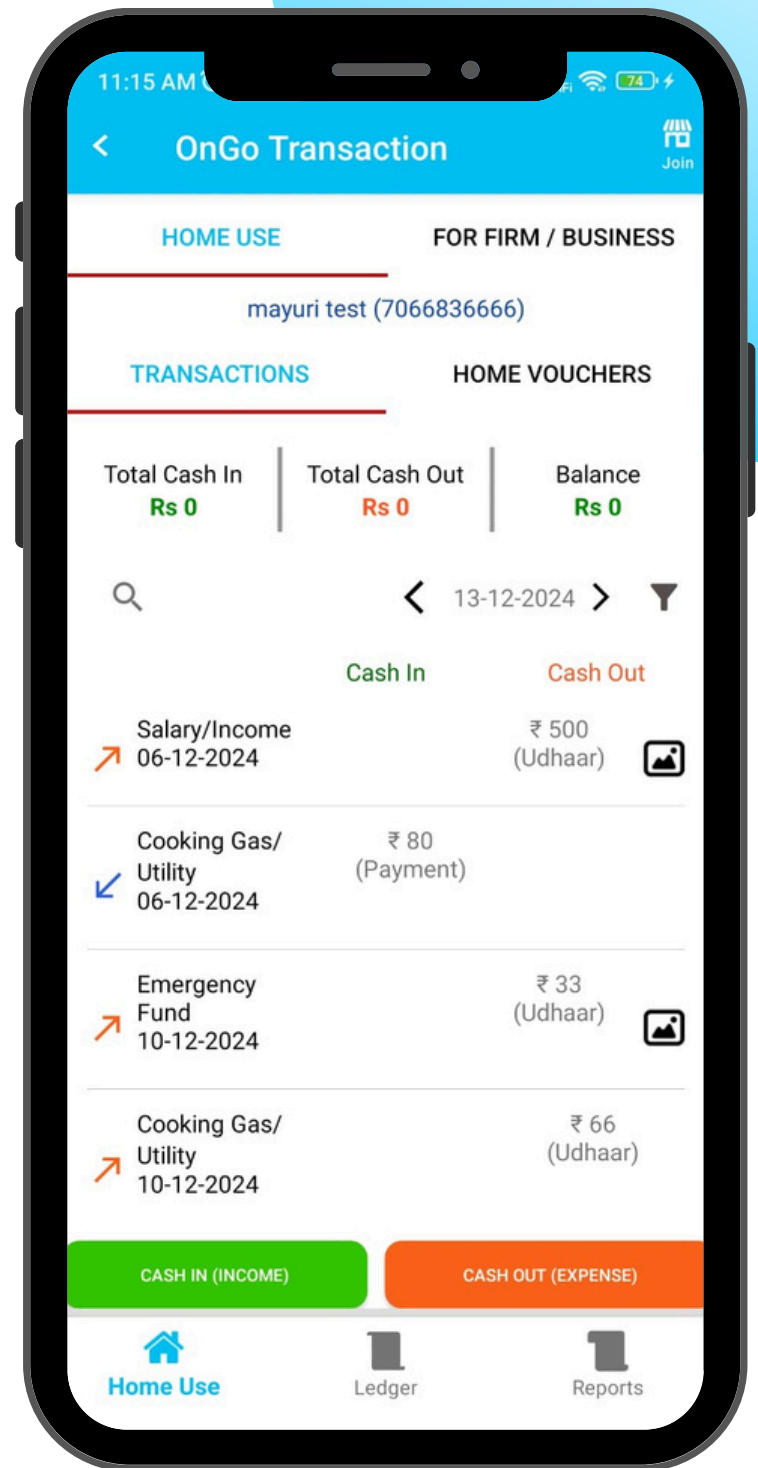 11:15 AM
74
OnGo Transaction
Join
HOME USE
FOR FIRM / BUSINESS
mayuri test (7066836666)
TRANSACTIONS
HOME VOUCHERS
Total Cash In
Rs 0
Total Cash Out
Rs 0
Balance
Rs 0
13-12-2024
Cash In
Cash Out
Salary/Income
06-12-2024
₹ 500
(Udhaar)
Cooking Gas/
Utility
06-12-2024
₹ 80
(Payment)
Emergency
Fund
10-12-2024
₹ 33
(Udhaar)
Cooking Gas/
Utility
10-12-2024
₹ 66
(Udhaar)
CASH IN (INCOME)
CASH OUT (EXPENSE)
Home Use
Ledger
Reports